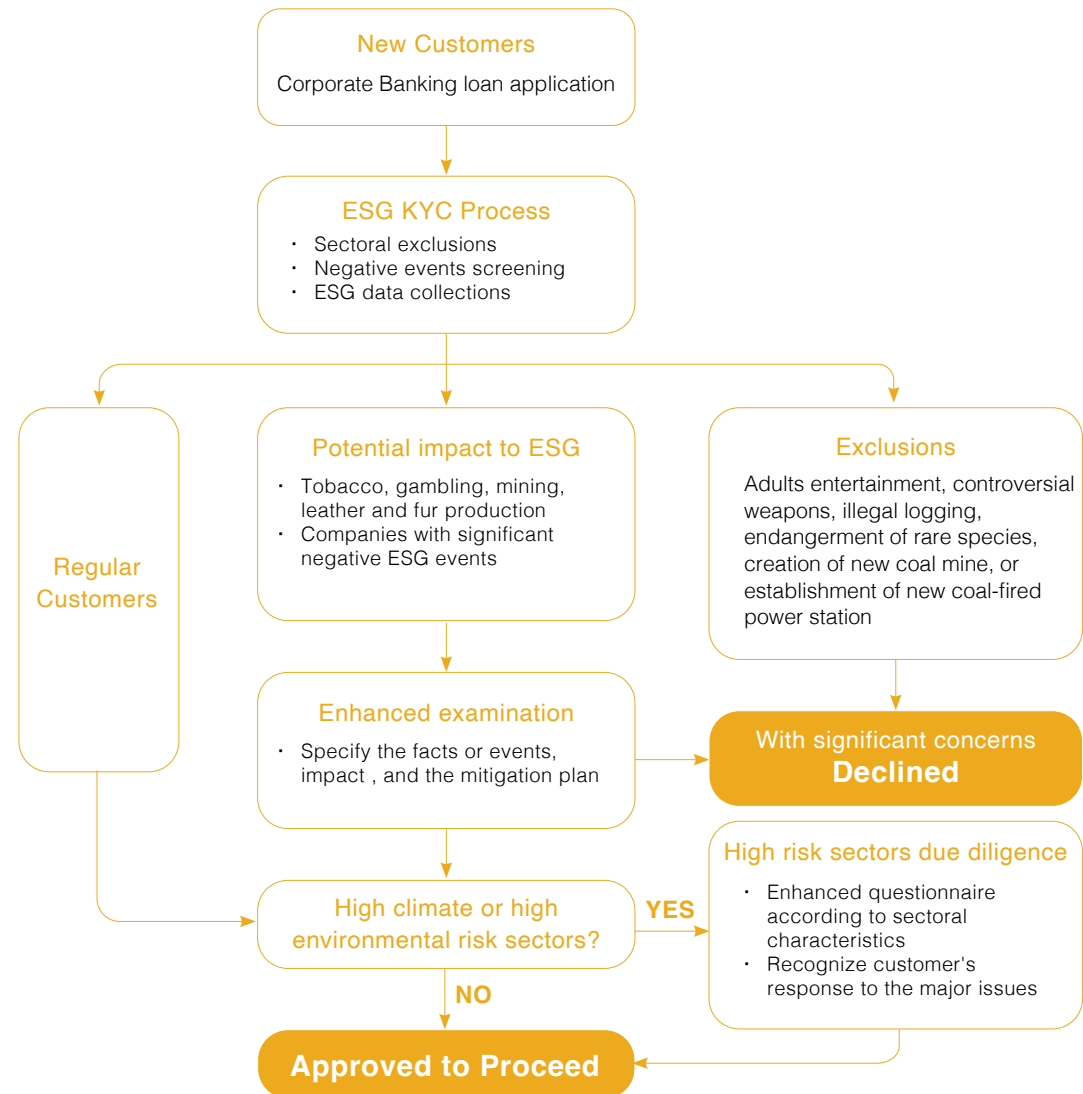 New Customers
Corporate Banking loan application
ESG KYC Process
· Sectoral exclusions
· Negative events screening
· ESG data collections
Regular
Customers
Potential impact to ESG
· Tobacco, gambling, mining,
leather and fur production
· Companies with significant
negative ESG events
Exclusions
Adults entertainment, controversial
weapons, illegal logging,
endangerment of rare species,
creation of new coal mine, or
establishment of new coal-fired
power station
Enhanced examination
· Specify the facts or events,
impact , and the mitigation plan
With significant concerns
Declined
High climate or high
environmental risk sectors?
YES
High risk sectors due diligence
· Enhanced questionnaire
according to sectoral
characteristics
· Recognize customer's
response to the major issues
NO
Approved to Proceed